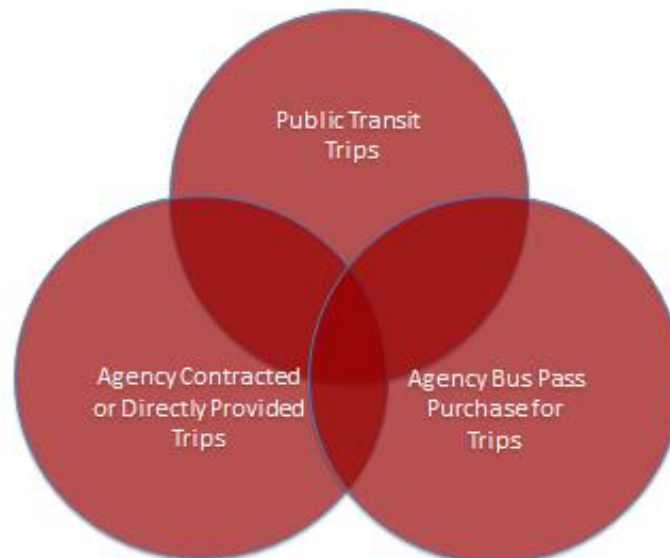 Public Transit
Trips
Agency Contracted
or Directly Provided
Trips
Agency Bus Pass
Purchase for
Trips